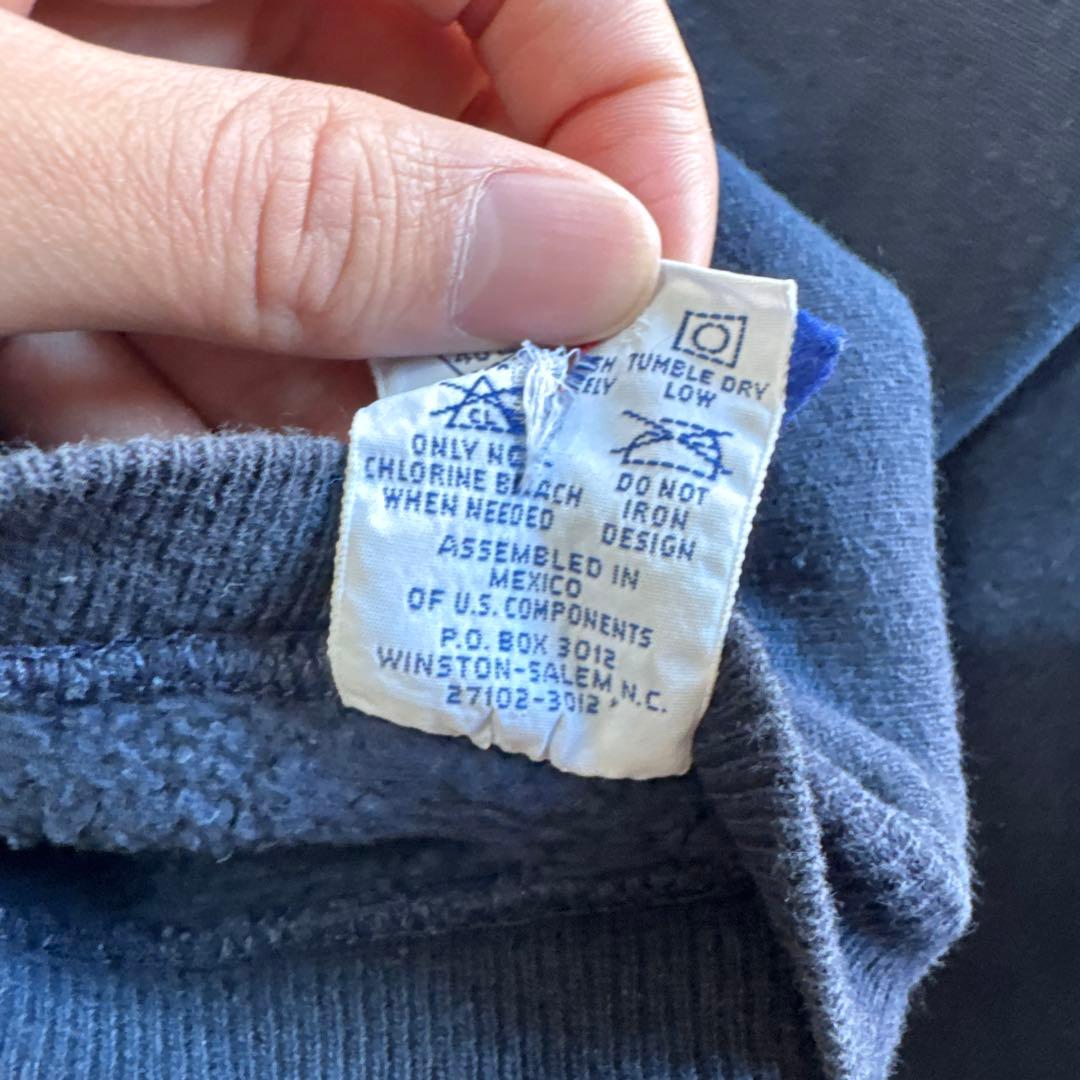 TUMBLE DRY
LOW
CL
ONLY
CHLORINE BLEACH
WHEN NEEDED
DO NOT
IRON
DESIGN
ASSEMBLED IN
MEXICO
OF U.S. COMPONENTS
P.O. BOX 3012
WINSTON-SALEM, N.C.
27102-3012